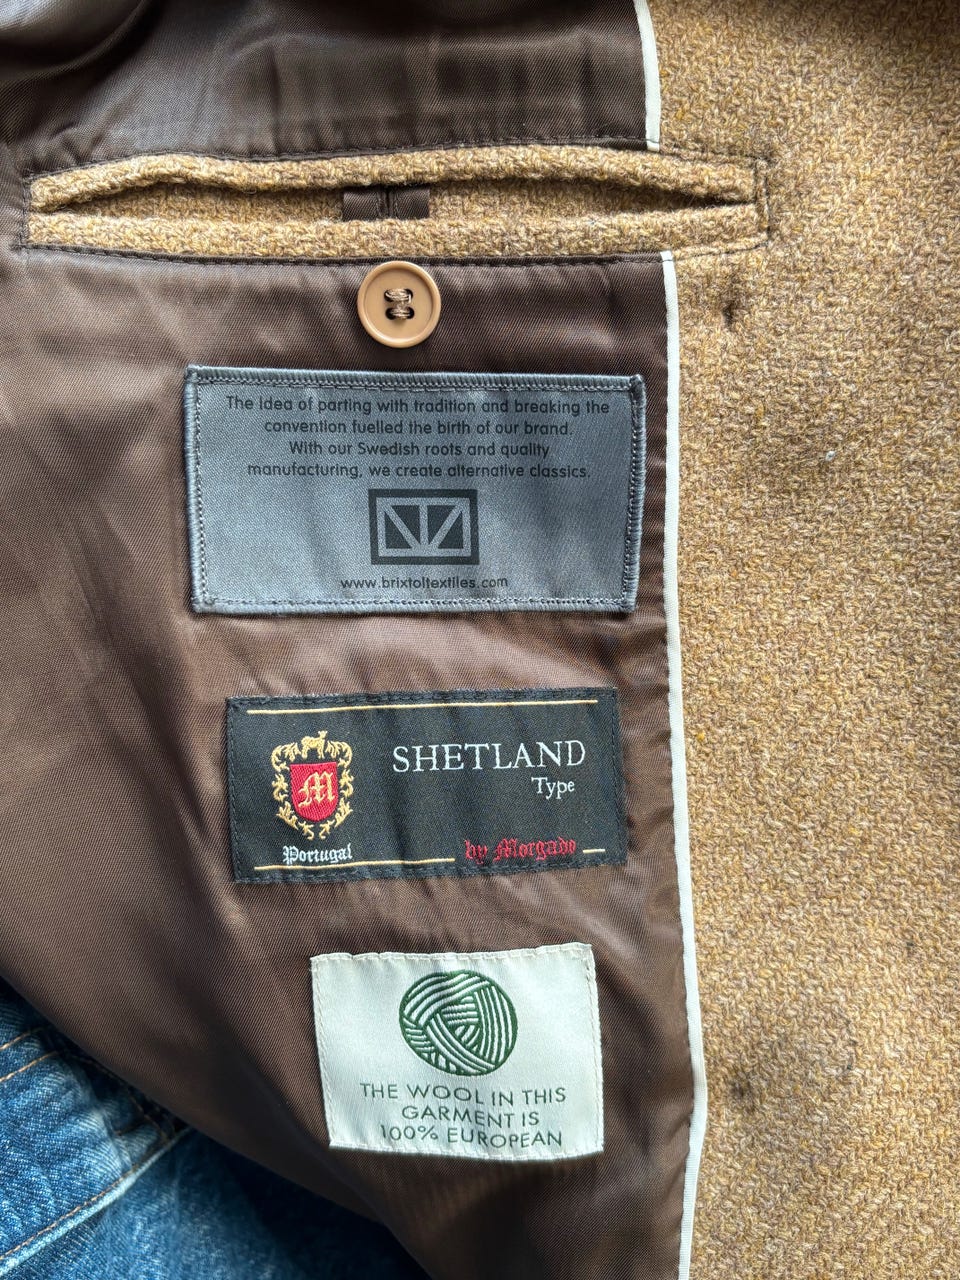 The idea of parting with tradition and breaking the
convention fuelled the birth of our brand.
With our Swedish roots and quality
manufacturing, we create alternative classics.
www.brixtoltextiles.com
SHETLAND
Type
M
Portugal
by Morgado
THE WOOL IN THIS
GARMENT IS
100% EUROPEAN